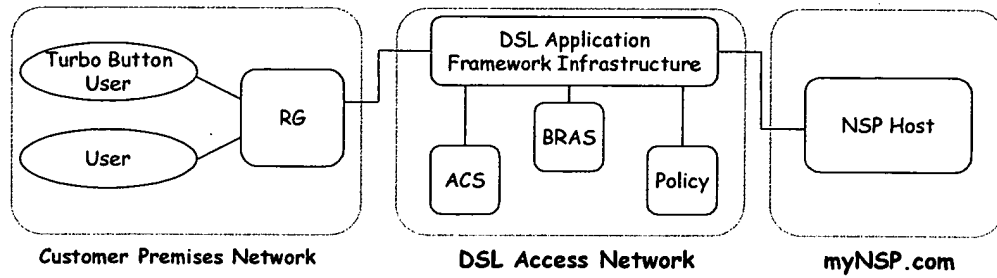 Turbo Button
User
User
RG
DSL Application
Framework Infrastructure
ACS
BRAS
Policy
NSP Host
Customer Premises Network
DSL Access Network
myNSP.com